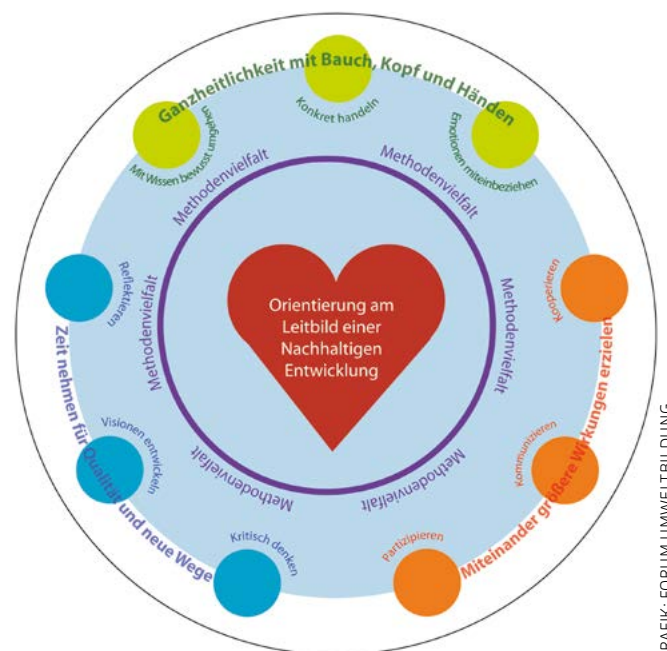 Ganzheitlichkeit mit Bauch, Kopf und Händen
Mit Wissen bewusst umgehen
Konkret handeln
Emotionen miteinbeziehen
Methodenvielfalt
Methodenvielfalt
Reflektieren
Kooperieren
Methodenvielfalt
Methodenvielfalt
Orientierung am
Leitbild einer
Nachhaltigen
Entwicklung
Zeit nehmen für Qualität und neue Wege
Miteinander größere Wirkungen erzielen
Visionen entwickeln
Kommunizieren
Methodenvielfalt
Methodenvielfalt
Kritisch denken
Partizipieren
FORUM UMWELTBILDUNG